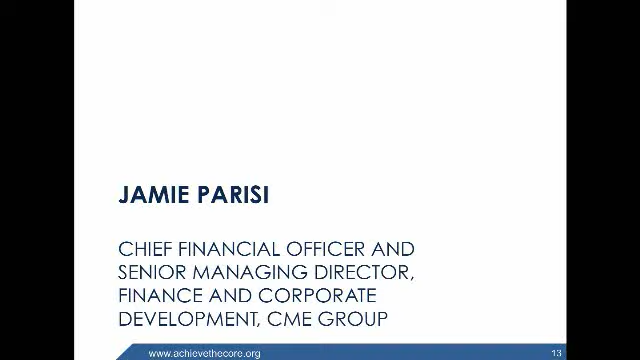 JAMIE PARISI
CHIEF FINANCIAL OFFICER AND
SENIOR MANAGING DIRECTOR,
FINANCE AND CORPORATE
DEVELOPMENT, CME GROUP
www.achievethecore.org
13